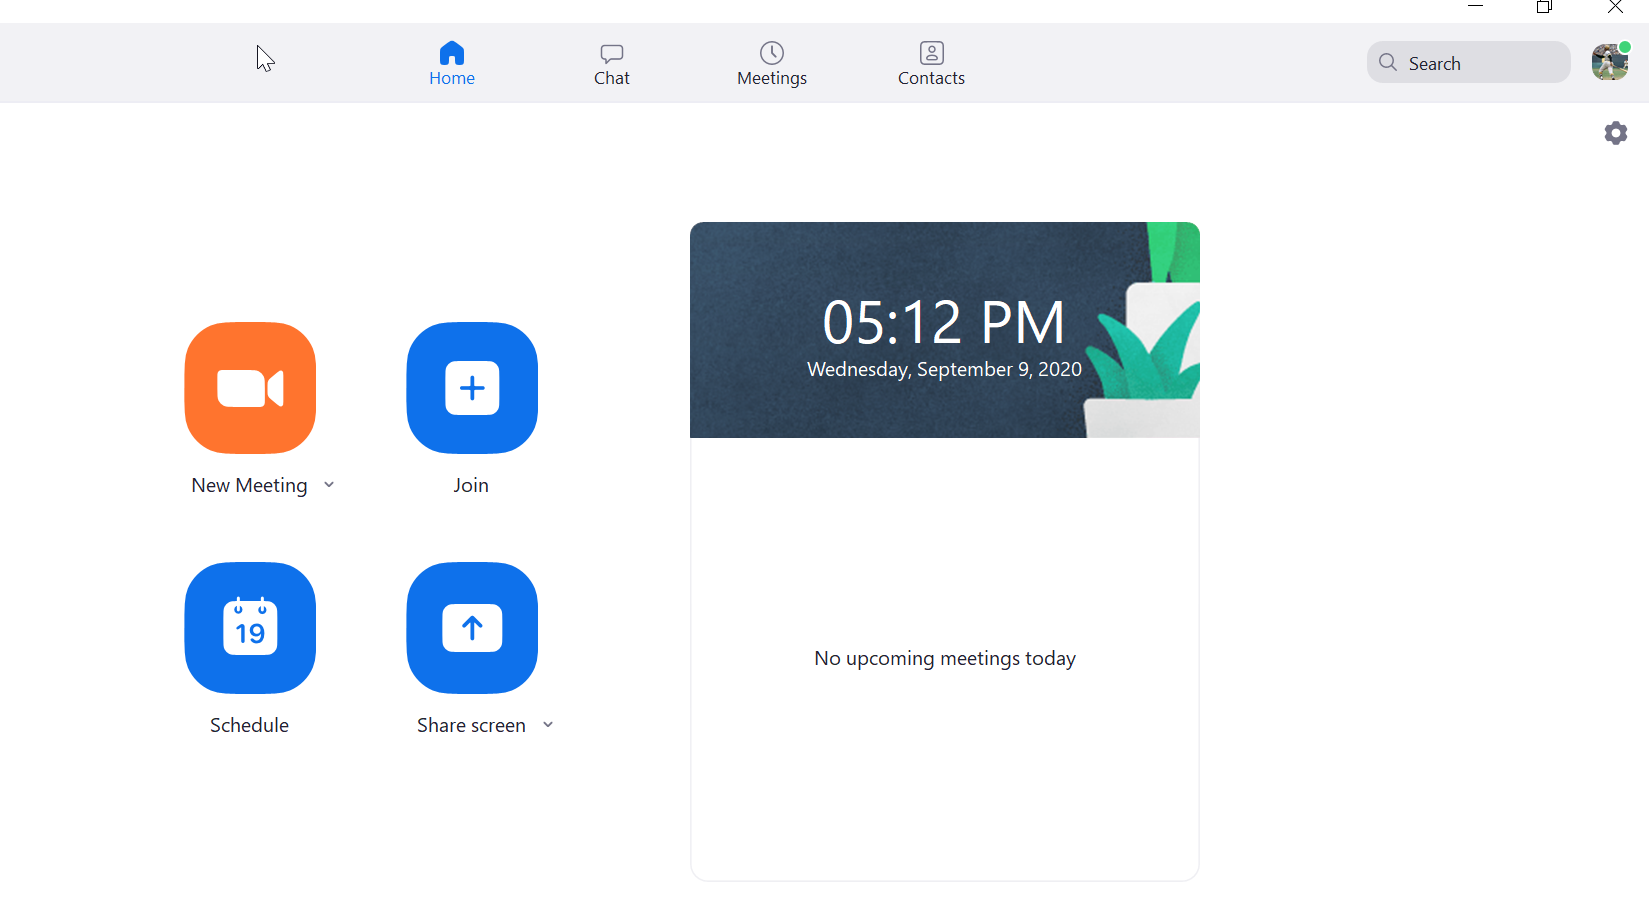 Home
Chat
Meetings
Contacts
Search
05:12 PM
Wednesday, September 9, 2020
New Meeting
Join
19
Schedule
Share screen
No upcoming meetings today